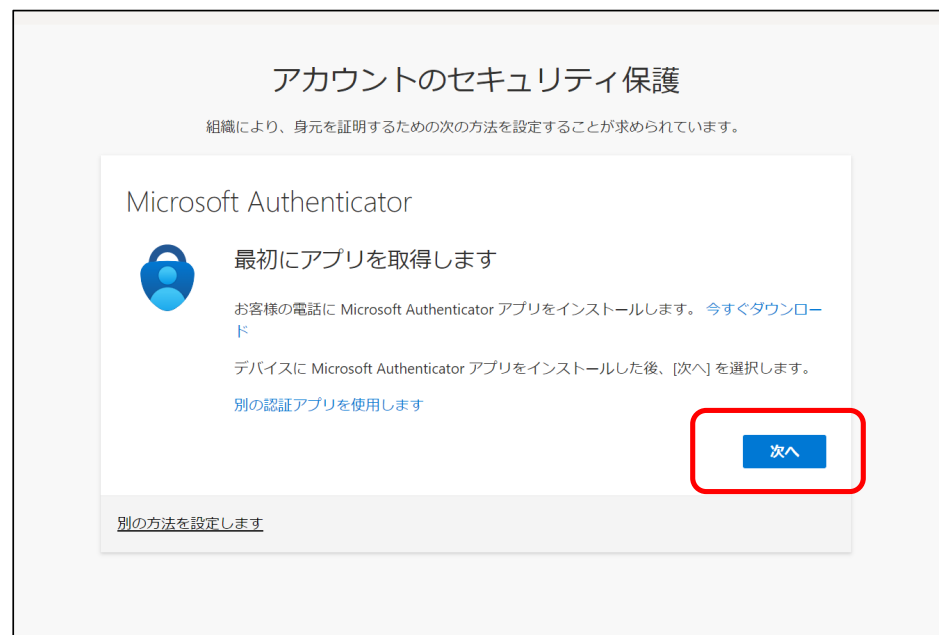 アカウントのセキュリティ保護
組織により、身元を証明するための次の方法を設定することが求められています。
Microsoft Authenticator
最初にアプリを取得します
お客様の電話に Microsoft Authenticator アプリをインストールします。 今すぐダウンロー
ド
デバイスに Microsoft Authenticator アプリをインストールした後、[次へ] を選択します。
別の認証アプリを使用します
次へ
別の方法を設定します